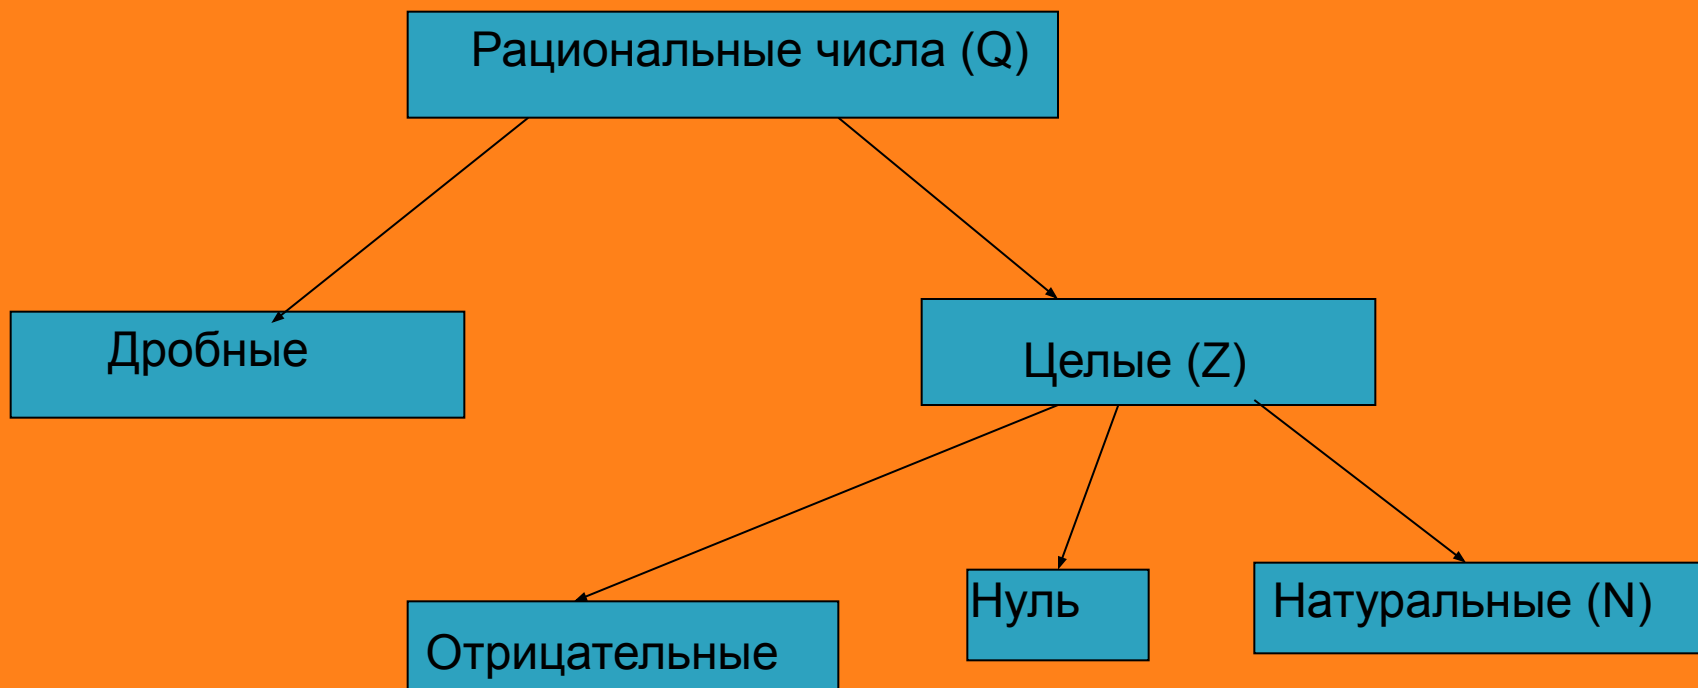 Рациональные числа (Q)
Дробные
Целые (Z)
Отрицательные
Нуль
Натуральные (N)